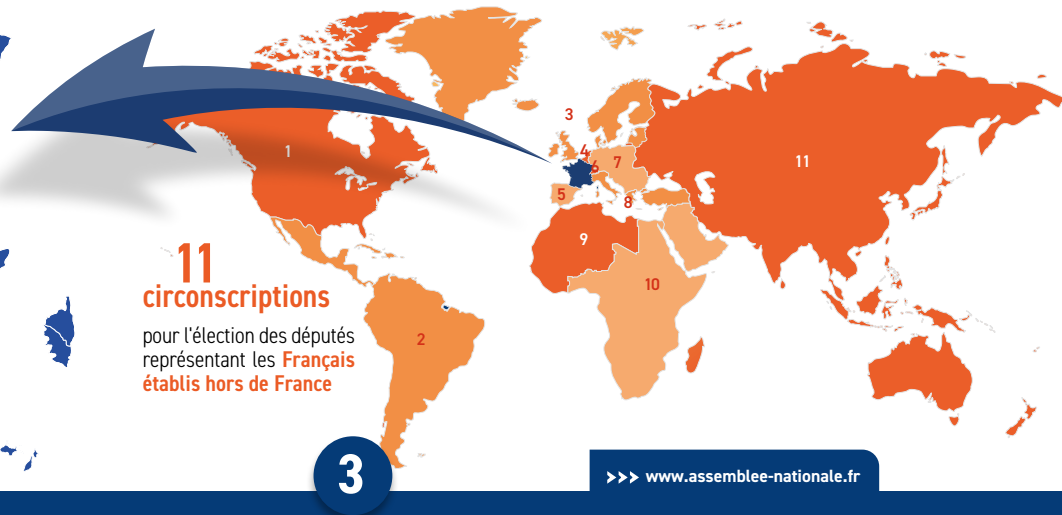 3
4
6
7
1
11
5
8
9
11
circonscriptions
10
pour l'élection des députés
représentant les Français
établis hors de France
2
3
>>> www.assemblee-nationale.fr